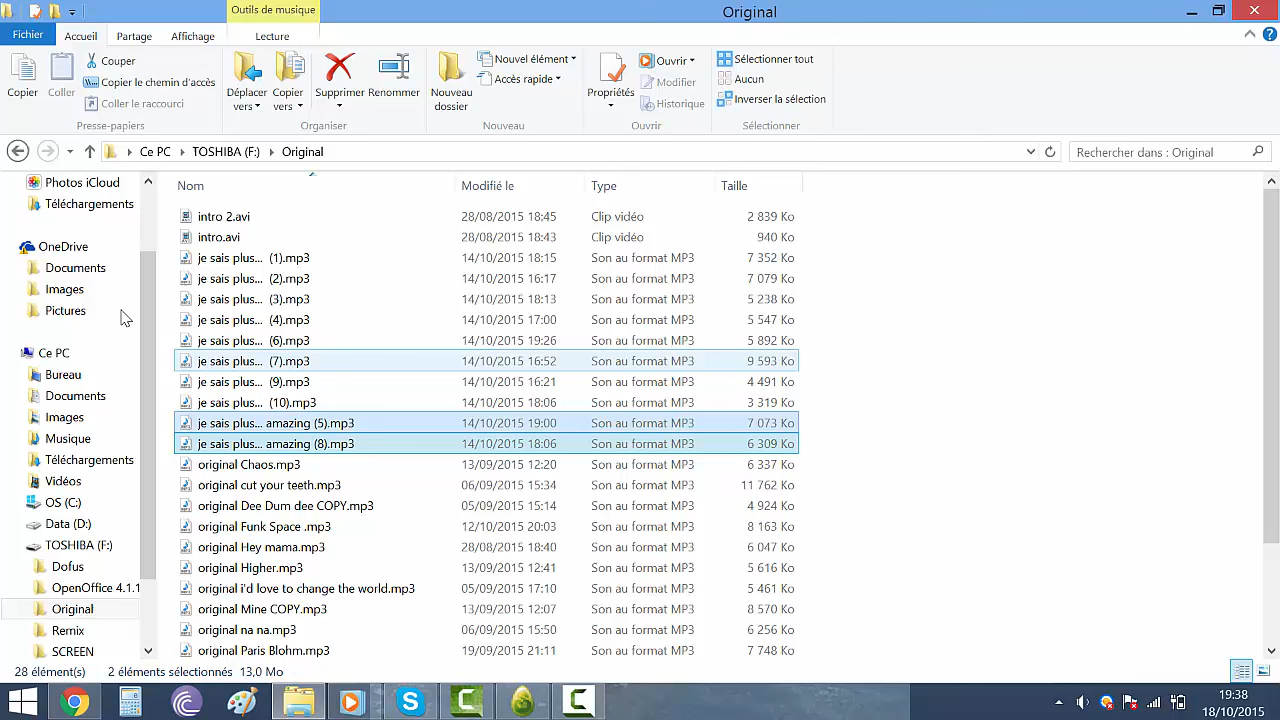 Outils de musique
Original
Fichier
Accueil
Partage
Affichage
Lecture
Copier
Coller
Couper
Copier le chemin d'accès
Coller le raccourci
Presse-papiers
Déplacer vers
Copier vers
Supprimer
Renommer
Organiser
Nouveau dossier
Nouvel élément
Accès rapide
Nouveau
Propriétés
Ouvrir
Modifier
Historique
Ouvrir
Sélectionner tout
Aucun
Inverser la sélection
Sélectionner
Ce PC
TOSHIBA (F:)
Original
Rechercher dans : Original
Photos iCloud
Téléchargements
OneDrive
Documents
Images
Pictures
Ce PC
Bureau
Documents
Images
Musique
Téléchargements
Vidéos
OS (C:)
Data (D:)
TOSHIBA (F:)
Dofus
OpenOffice 4.1.1
Original
Remix
SCREEN
Nom Modifié le Type Taille
intro 2.avi 28/08/2015 18:45 Clip vidéo 2 839 Ko
intro.avi 28/08/2015 18:43 Clip vidéo 940 Ko
je sais plus... (1).mp3 14/10/2015 18:15 Son au format MP3 7 352 Ko
je sais plus... (2).mp3 14/10/2015 16:17 Son au format MP3 7 079 Ko
je sais plus... (3).mp3 14/10/2015 18:13 Son au format MP3 5 238 Ko
je sais plus... (4).mp3 14/10/2015 17:00 Son au format MP3 5 547 Ko
je sais plus... (6).mp3 14/10/2015 19:26 Son au format MP3 5 892 Ko
je sais plus... (7).mp3 14/10/2015 16:52 Son au format MP3 9 593 Ko
je sais plus... (9).mp3 14/10/2015 16:21 Son au format MP3 4 491 Ko
je sais plus... (10).mp3 14/10/2015 18:06 Son au format MP3 3 319 Ko
je sais plus... amazing (5).mp3 14/10/2015 19:00 Son au format MP3 7 073 Ko
je sais plus... amazing (8).mp3 14/10/2015 18:06 Son au format MP3 6 309 Ko
original Chaos.mp3 13/09/2015 12:20 Son au format MP3 6 337 Ko
original cut your teeth.mp3 06/09/2015 15:34 Son au format MP3 11 762 Ko
original Dee Dum dee COPY.mp3 05/09/2015 15:14 Son au format MP3 4 924 Ko
original Funk Space .mp3 12/10/2015 20:03 Son au format MP3 8 163 Ko
original Hey mama.mp3 28/08/2015 18:40 Son au format MP3 6 047 Ko
original Higher.mp3 13/09/2015 12:41 Son au format MP3 5 616 Ko
original i'd love to change the world.mp3 05/09/2015 17:10 Son au format MP3 5 461 Ko
original Mine COPY.mp3 13/09/2015 12:07 Son au format MP3 8 570 Ko
original na na.mp3 06/09/2015 15:50 Son au format MP3 6 256 Ko
original Paris Blohm.mp3 19/09/2015 21:11 Son au format MP3 7 748 Ko
28 élément(s) 2 éléments sélectionnés 13,0 Mo
19:38
18/10/2015